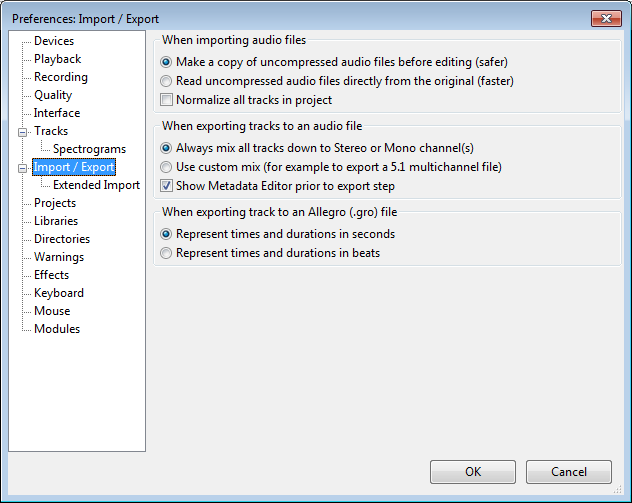 Preferences: Import / Export
Devices
Playback
Recording
Quality
Interface
Tracks
Spectrograms
Import / Export
Extended Import
Projects
Libraries
Directories
Warnings
Effects
Keyboard
Mouse
Modules
When importing audio files
Make a copy of uncompressed audio files before editing (safer)
Read uncompressed audio files directly from the original (faster)
Normalize all tracks in project
When exporting tracks to an audio file
Always mix all tracks down to Stereo or Mono channel(s)
Use custom mix (for example to export a 5.1 multichannel file)
Show Metadata Editor prior to export step
When exporting track to an Allegro (.gro) file
Represent times and durations in seconds
Represent times and durations in beats
OK
Cancel